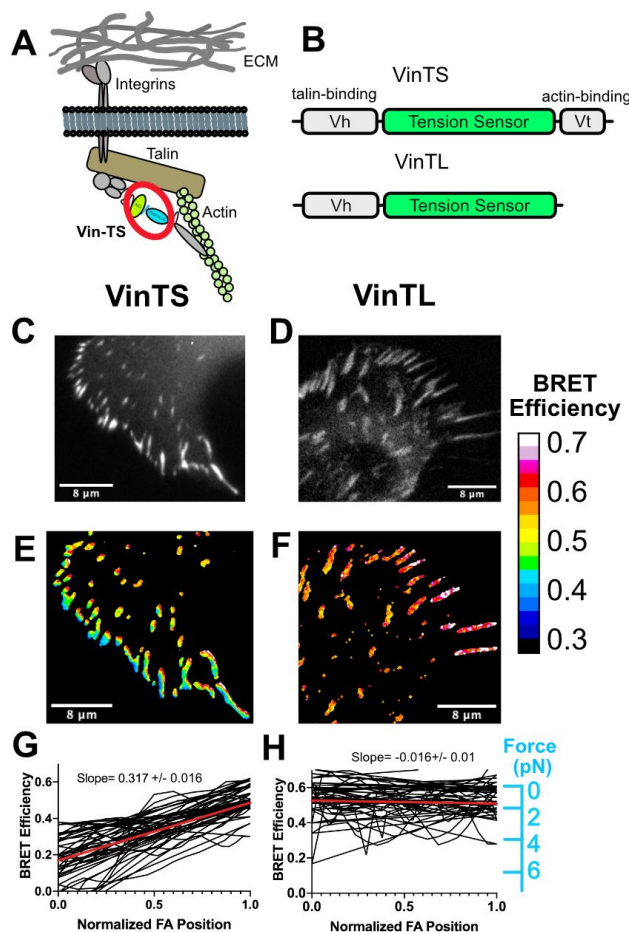 A
ECM
Integrins
Talin
Actin
Vin-TS
B
VinTS
talin-binding
actin-binding
Vh
Tension Sensor
Vt
VinTL
Vh
Tension Sensor
VinTS
VinTL
C
8 µm
D
8 µm
BRET
Efficiency
0.7
0.6
0.5
0.4
0.3
E
8 µm
F
8 µm
G
Slope= 0.317 +/- 0.016
BRET Efficiency
0.6
0.4
0.2
0.0
0.0
0.5
1.0
Normalized FA Position
H
Slope= -0.016+/- 0.01
BRET Efficiency
0.6
0.4
0.2
0.0
0.0
0.5
1.0
Normalized FA Position
Force
(pN)
0
2
4
6